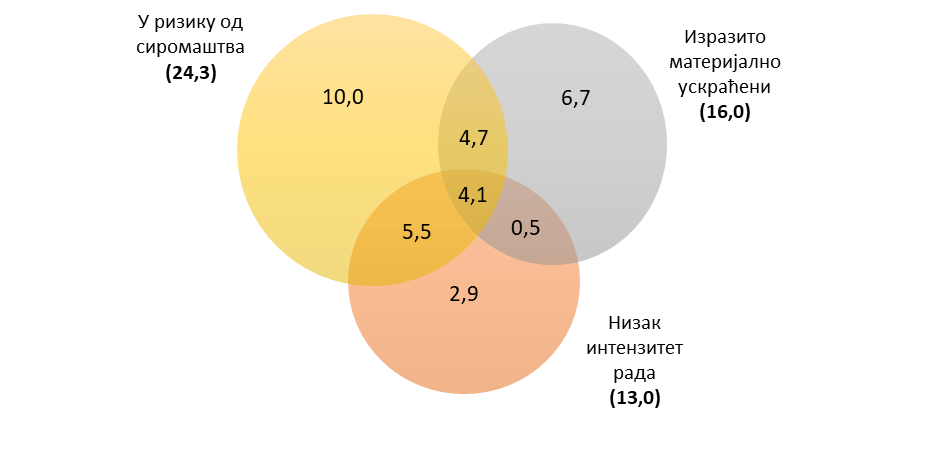 У ризику од
сиромаштва
(24,3)
Изразито
материјално
ускраћени
(16,0)
10,0
6,7
4,7
4,1
5,5
0,5
2,9
Низак
интензитет
рада
(13,0)